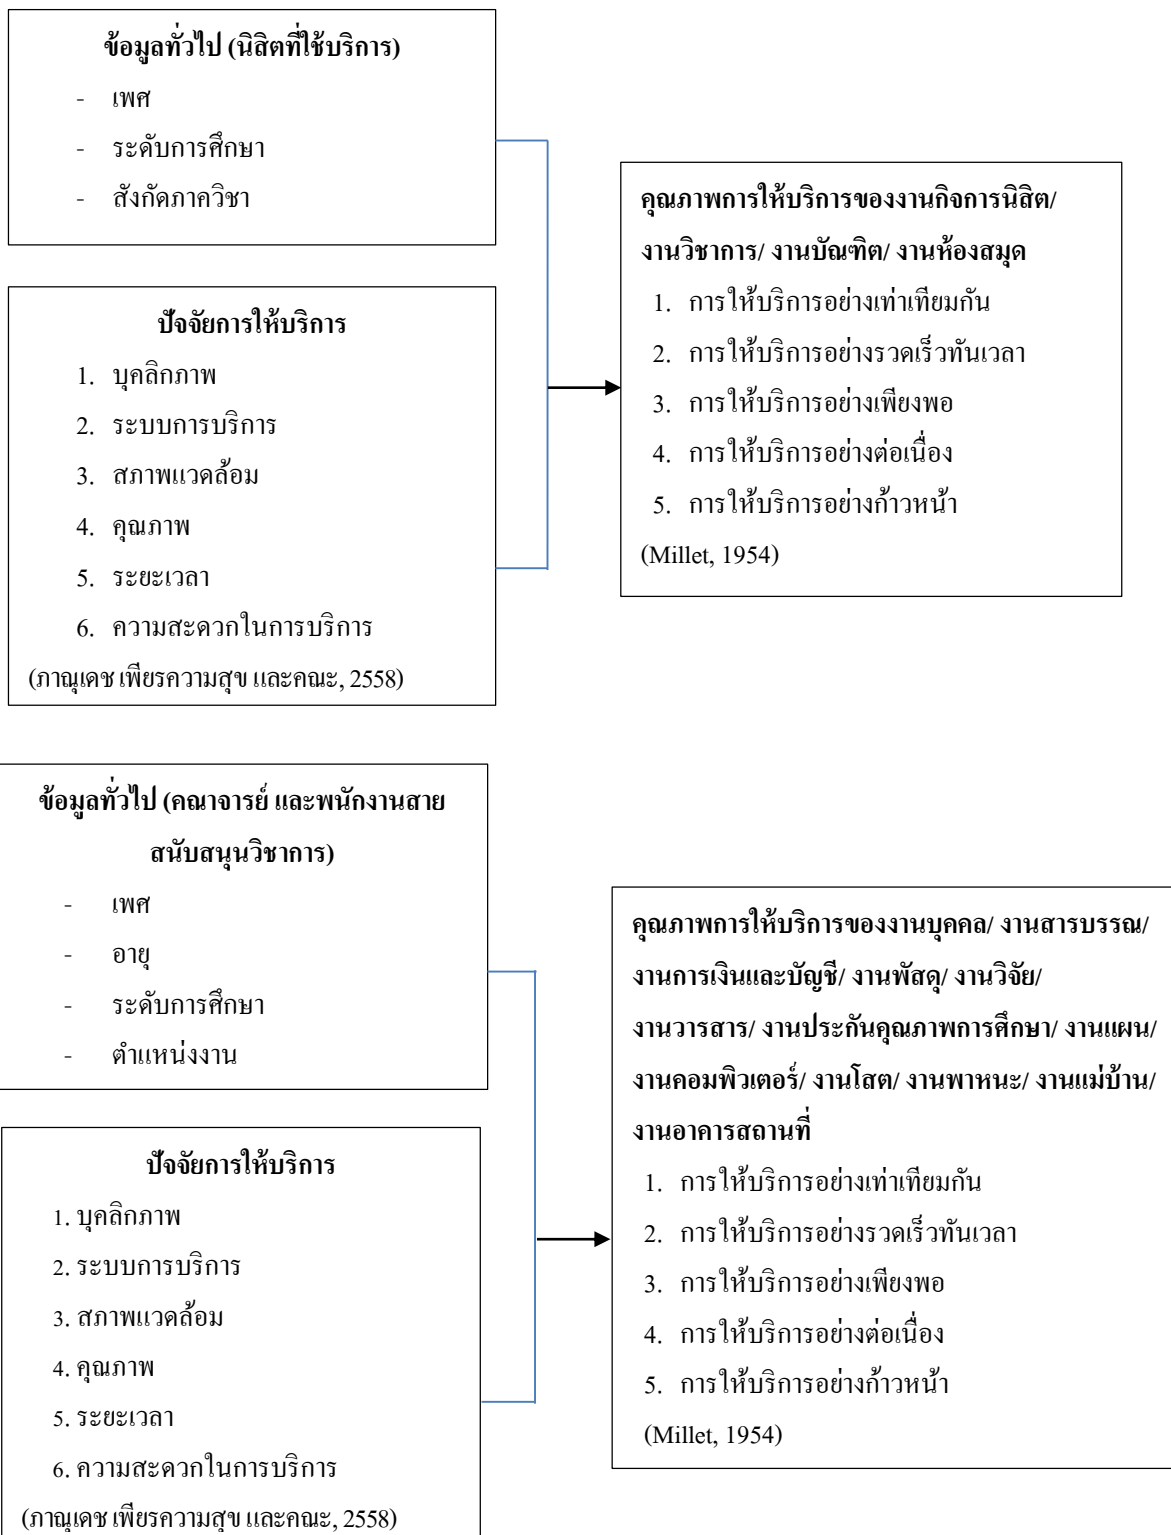 ข้อมูลทั่วไป (นิสิตที่ใช้บริการ)
- เพศ
- ระดับการศึกษา
- สังกัดภาควิชา
ปัจจัยการให้บริการ
1. บุคลิกภาพ
2. ระบบการบริการ
3. สภาพแวดล้อม
4. คุณภาพ
5. ระยะเวลา
6. ความสะดวกในการบริการ
(ภาณุเดช เพียรความสุข และคณะ, 2558)
คุณภาพการให้บริการของงานกิจการนิสิต/
งานวิชาการ/ งานบัณฑิต/ งานห้องสมุด
1. การให้บริการอย่างเท่าเทียมกัน
2. การให้บริการอย่างรวดเร็วทันเวลา
3. การให้บริการอย่างเพียงพอ
4. การให้บริการอย่างต่อเนื่อง
5. การให้บริการอย่างก้าวหน้า
(Millet, 1954)
ข้อมูลทั่วไป (คณาจารย์ และพนักงานสาย
สนับสนุนวิชาการ)
- เพศ
- อายุ
- ระดับการศึกษา
- ตำแหน่งงาน
ปัจจัยการให้บริการ
1. บุคลิกภาพ
2. ระบบการบริการ
3. สภาพแวดล้อม
4. คุณภาพ
5. ระยะเวลา
6. ความสะดวกในการบริการ
(ภาณุเดช เพียรความสุข และคณะ, 2558)
คุณภาพการให้บริการของงานบุคคล/ งานสารบรรณ/
งานการเงินและบัญชี/ งานพัสดุ/ งานวิจัย/
งานวารสาร/ งานประกันคุณภาพการศึกษา/ งานแผน/
งานคอมพิวเตอร์/ งานโสต/ งานพาหนะ/ งานแม่บ้าน/
งานอาคารสถานที่
1. การให้บริการอย่างเท่าเทียมกัน
2. การให้บริการอย่างรวดเร็วทันเวลา
3. การให้บริการอย่างเพียงพอ
4. การให้บริการอย่างต่อเนื่อง
5. การให้บริการอย่างก้าวหน้า
(Millet, 1954)